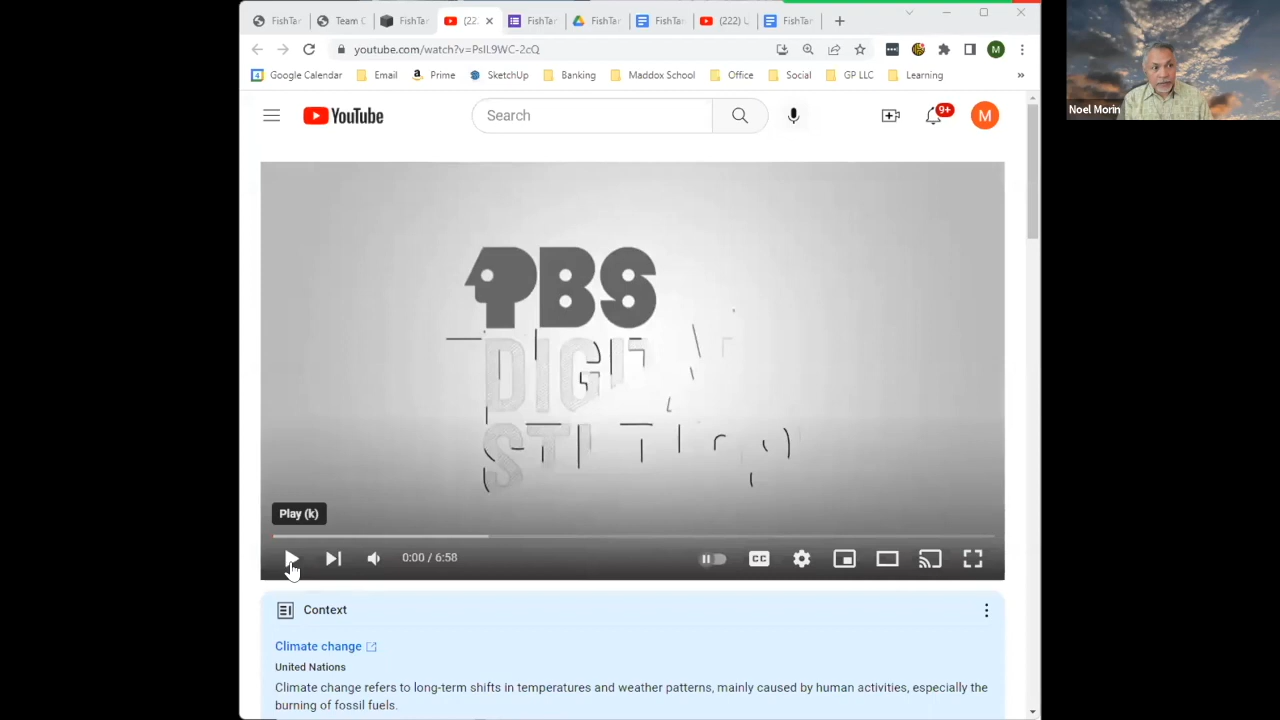 FishTar
Team C
FishTar
(22
FishTar
FishTar
FishTar
(222) U
FishTar
youtube.com/watch?v=PslL9WC-2cQ
M
Google Calendar
Email
Prime
SketchUp
Banking
Maddox School
Office
Social
GP LLC
Learning
»
YouTube
Search
9+
M
PBS
DIGIT
ST
Play (k)
0:00 / 6:58
CC
Context
Climate change
United Nations
Climate change refers to long-term shifts in temperatures and weather patterns, mainly caused by human activities, especially the
burning of fossil fuels.
Noel Morin